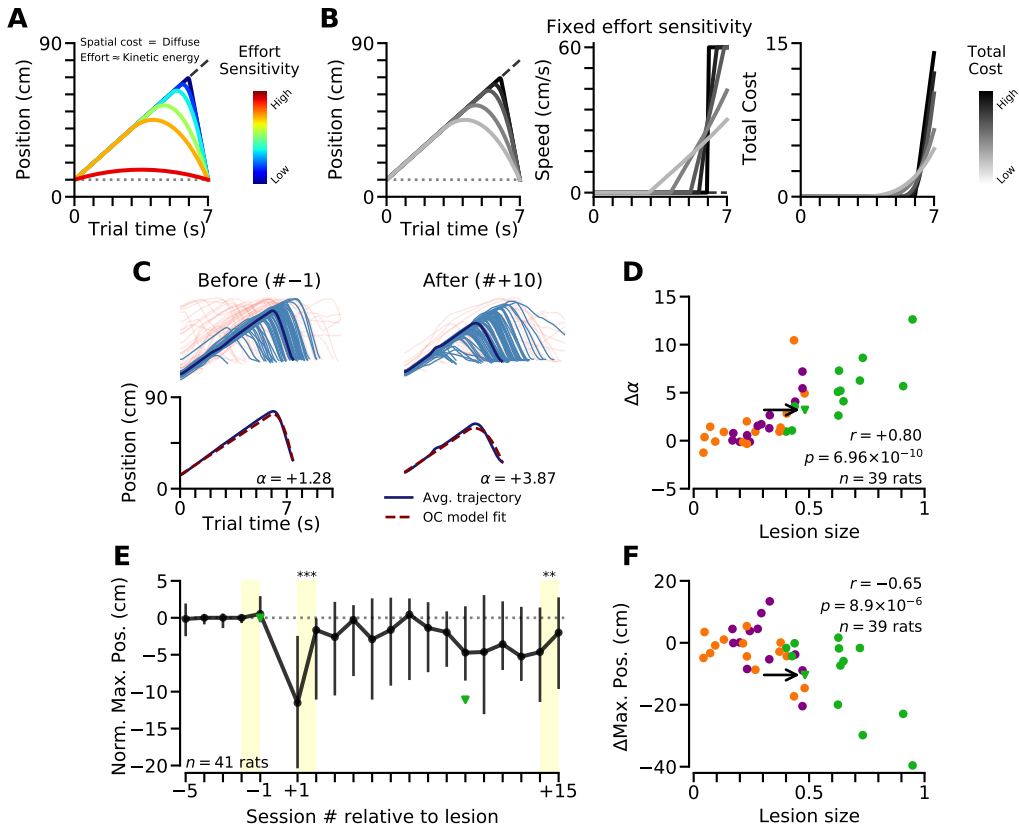 A
90
0
Position (cm)
Spatial cost = Diffuse
Effort ≈ Kinetic energy
0
7
Trial time (s)
Effort
Sensitivity
High
Low
B
Fixed effort sensitivity
90
0
Position (cm)
0
7
Trial time (s)
60
0
Speed (cm/s)
0
7
15
0
Total Cost
0
7
Total
Cost
High
Low
C
Before (#−1)
After (#+10)
90
0
Position (cm)
α = +1.28
α = +3.87
0
7
Trial time (s)
Avg. trajectory
OC model fit
D
15
10
5
0
−5
Δα
r = +0.80
p = 6.96×10⁻¹⁰
n = 39 rats
0
0.5
1
Lesion size
E
5
0
−5
−10
−15
−20
Norm. Max. Pos. (cm)
***
**
n = 41 rats
−5
−1
+1
+15
Session # relative to lesion
F
20
0
−20
−40
ΔMax. Pos. (cm)
r = −0.65
p = 8.9×10⁻⁶
n = 39 rats
0
0.5
1
Lesion size